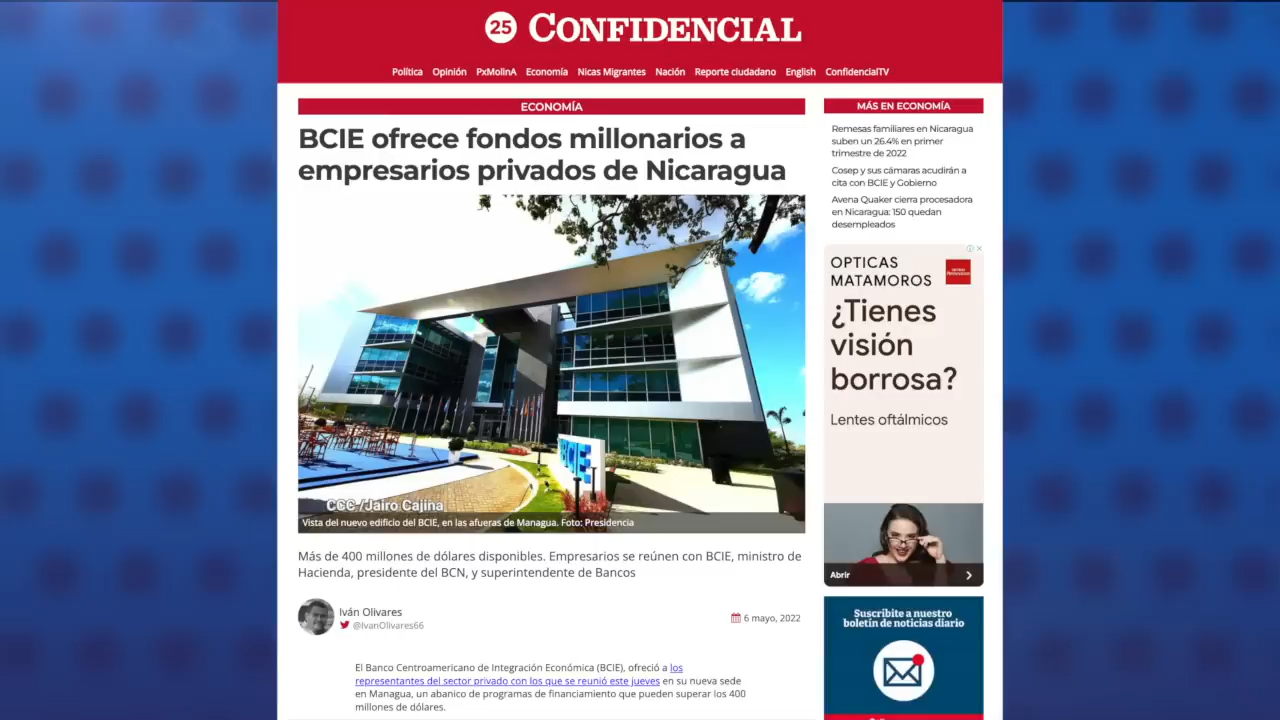 25 CONFIDENCIAL
Política Opinión PxMolinA Economía Nicas Migrantes Nación Reporte ciudadano English ConfidencialTV
ECONOMÍA
BCIE ofrece fondos millonarios a
empresarios privados de Nicaragua
BCIE
CCC /Jairo Cajina
Vista del nuevo edificio del BCIE, en las afueras de Managua. Foto: Presidencia
Más de 400 millones de dólares disponibles. Empresarios se reúnen con BCIE, ministro de
Hacienda, presidente del BCN, y superintendente de Bancos
Iván Olivares
@IvanOlivares66
6 mayo, 2022
El Banco Centroamericano de Integración Económica (BCIE), ofreció a los
representantes del sector privado con los que se reunió este jueves en su nueva sede
en Managua, un abanico de programas de financiamiento que pueden superar los 400
millones de dólares.
MÁS EN ECONOMÍA
Remesas familiares en Nicaragua
suben un 26.4% en primer
trimestre de 2022
Cosep y sus cámaras acudirán a
cita con BCIE y Gobierno
Avena Quaker cierra procesadora
en Nicaragua: 150 quedan
desempleados
OPTICAS
MATAMOROS
¿Tienes
visión
borrosa?
Lentes oftálmicos
Abrir
Suscribite a nuestro
boletín de noticias diario